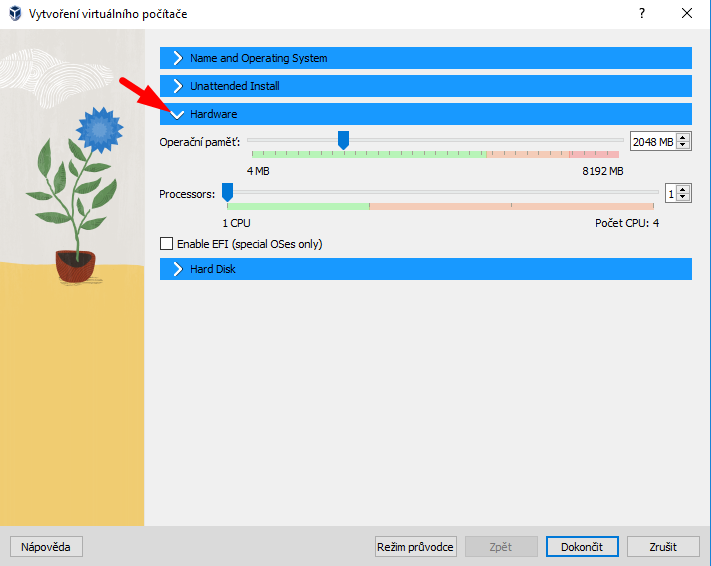 Vytvoření virtuálního počítače
Name and Operating System
Unattended Install
Hardware
Operační paměť: 2048 MB
4 MB 8192 MB
Processors: 1
1 CPU Počet CPU: 4
Enable EFI (special OSes only)
Hard Disk
Nápověda Režim průvodce Zpět Dokončit Zrušit